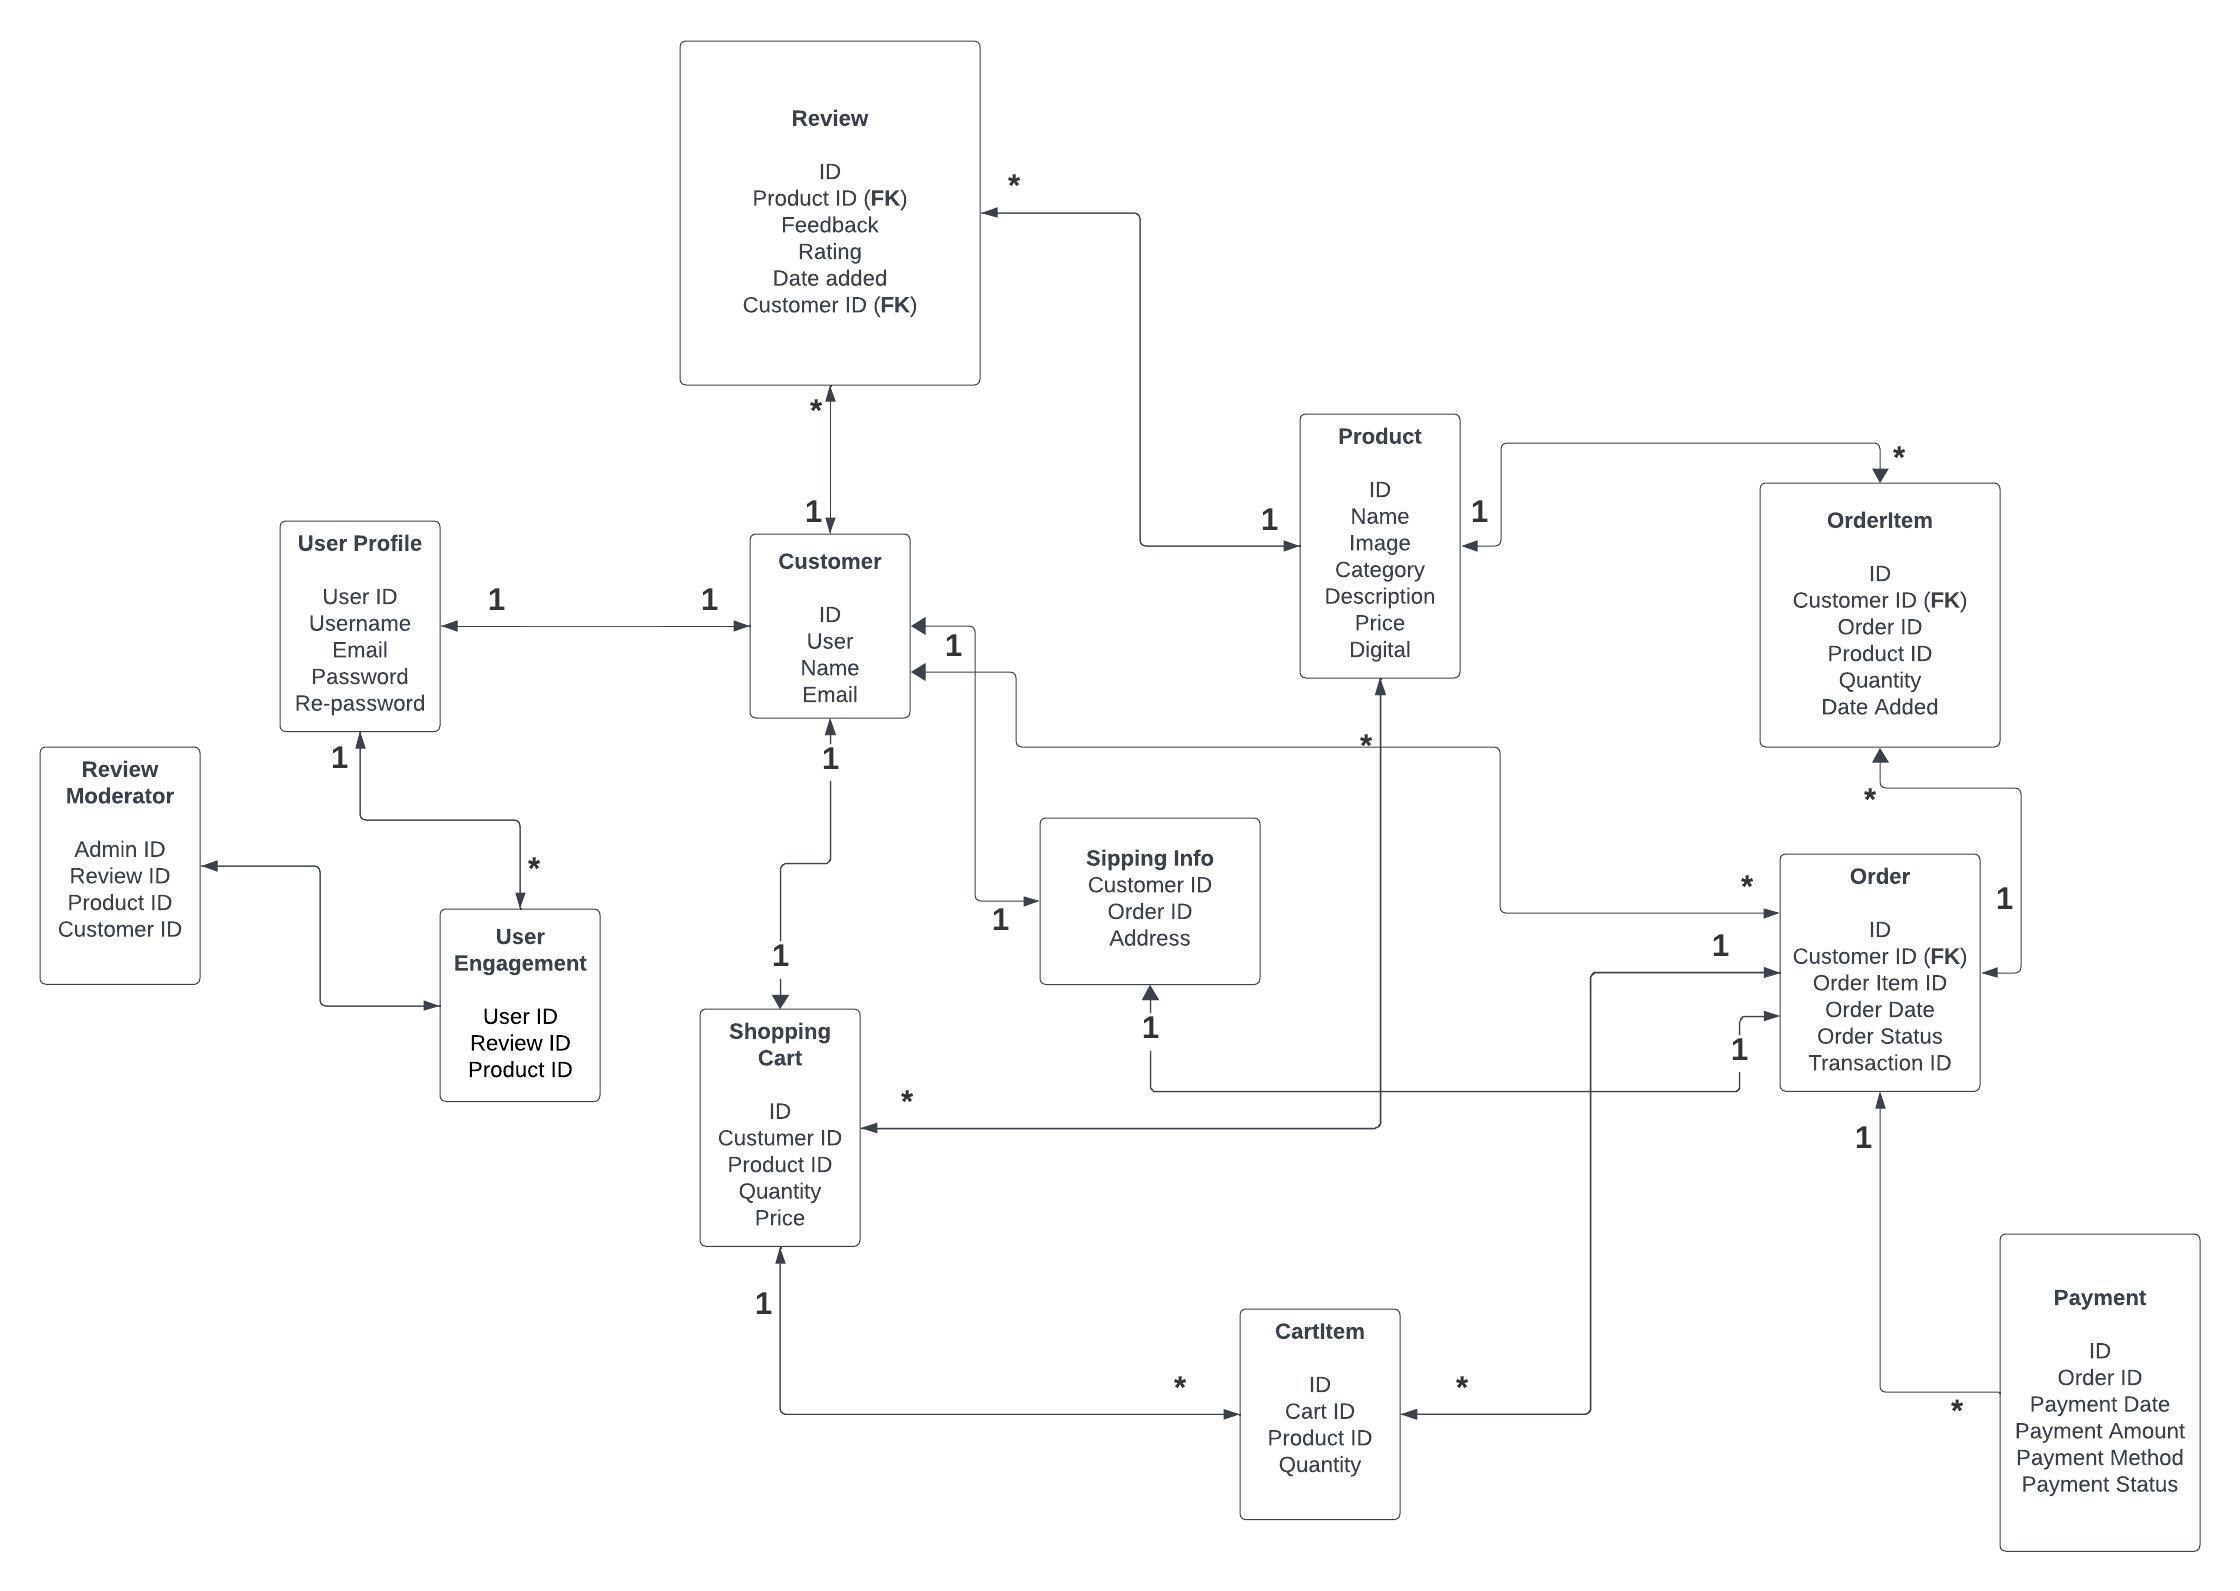 Review
ID
Product ID (FK)
Feedback
Rating
Date added
Customer ID (FK)
*
*
1
Product
ID
Name
Image
Category
Description
Price
Digital
1
1
*
OrderItem
ID
Customer ID (FK)
Order ID
Product ID
Quantity
Date Added
User Profile
User ID
Username
Email
Password
Re-password
1
1
Customer
ID
User
Name
Email
1
1
1
*
*
Review
Moderator
Admin ID
Review ID
Product ID
Customer ID
*
User
Engagement
User ID
Review ID
Product ID
Sipping Info
Customer ID
Order ID
Address
1
1
1
*
1
1
Order
ID
Customer ID (FK)
Order Item ID
Order Date
Order Status
Transaction ID
1
1
Shopping
Cart
ID
Custumer ID
Product ID
Quantity
Price
*
1
1
*
*
CartItem
ID
Cart ID
Product ID
Quantity
Payment
ID
Order ID
Payment Date
Payment Amount
Payment Method
Payment Status
*